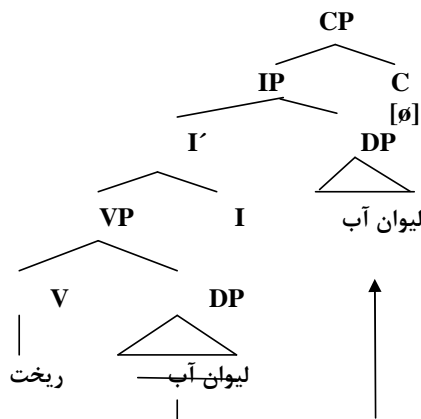 CP
IP C
[ø]
I´ DP
VP I لیوان آب
V DP
ریخت لیوان آب